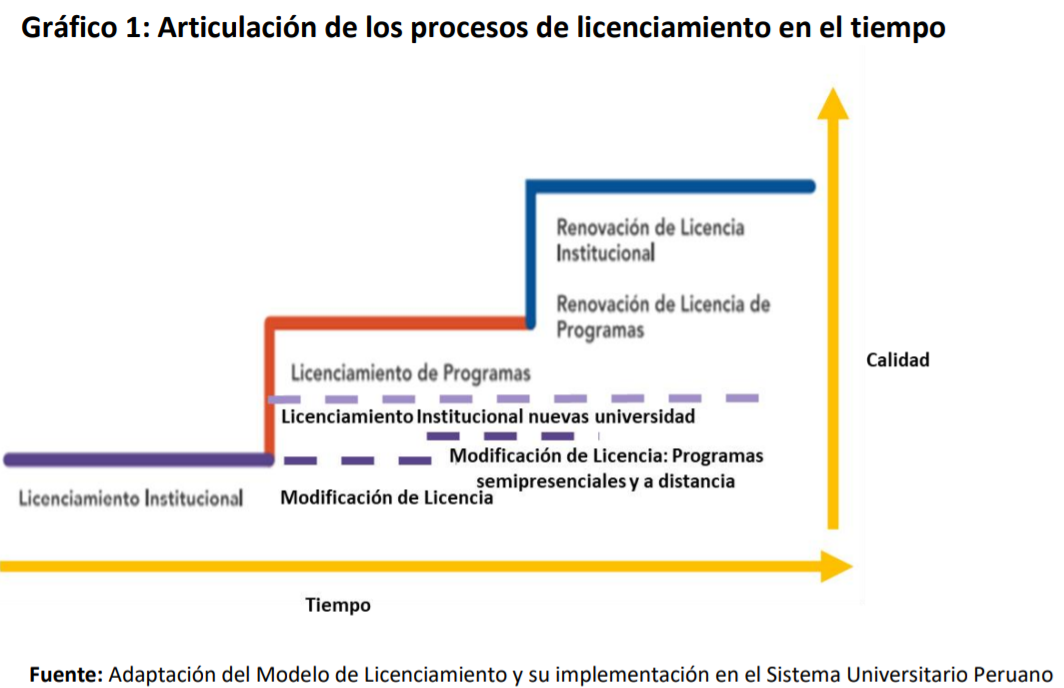 Gráfico 1: Articulación de los procesos de licenciamiento en el tiempo
Renovación de Licencia
Institucional
Renovación de Licencia de
Programas
Calidad
Licenciamiento de Programas
Licenciamiento Institucional nuevas universidad
Modificación de Licencia: Programas
semipresenciales y a distancia
Licenciamiento Institucional
Modificación de Licencia
Tiempo
Fuente: Adaptación del Modelo de Licenciamiento y su implementación en el Sistema Universitario Peruano